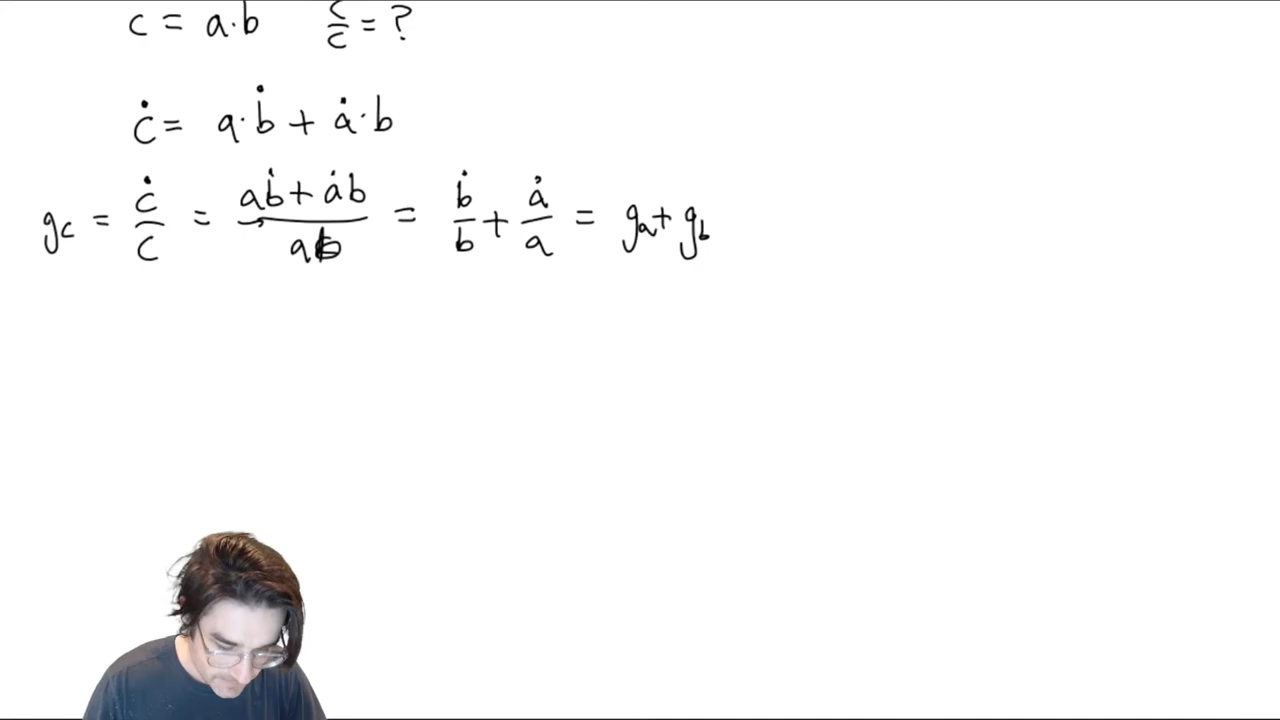 c = a·b ċ/c = ?
ċ = a·ḃ + ȧ·b
g_c = ċ/c = (aḃ + ȧb)/(ab) = ḃ/b + ȧ/a = g_a + g_b